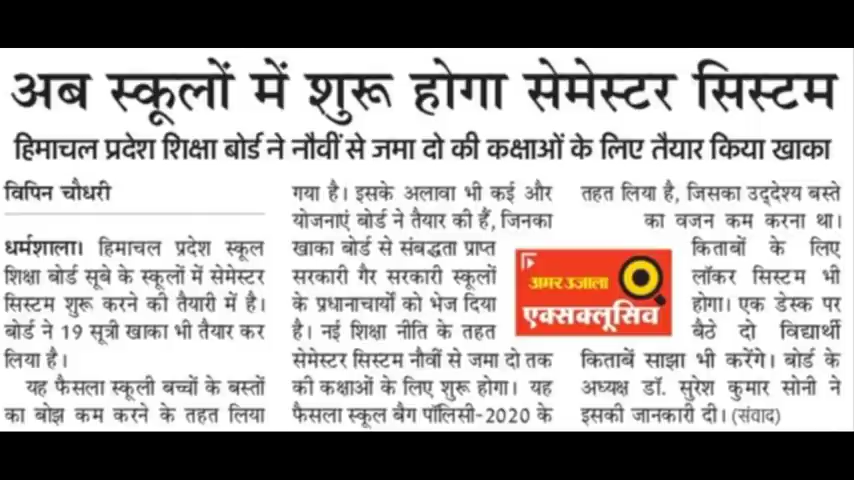 अब स्कूलों में शुरू होगा सेमेस्टर सिस्टम
हिमाचल प्रदेश शिक्षा बोर्ड ने नौवीं से जमा दो की कक्षाओं के लिए तैयार किया खाका
विपिन चौधरी
धर्मशाला। हिमाचल प्रदेश स्कूल
शिक्षा बोर्ड सूबे के स्कूलों में सेमेस्टर
सिस्टम शुरू करने की तैयारी में है।
बोर्ड ने 19 सूत्री खाका भी तैयार कर
लिया है।
यह फैसला स्कूली बच्चों के बस्तों
का बोझ कम करने के तहत लिया
गया है। इसके अलावा भी कई और
योजनाएं बोर्ड ने तैयार की हैं, जिनका
खाका बोर्ड से संबद्धता प्राप्त
सरकारी गैर सरकारी स्कूलों
के प्रधानाचार्यों को भेज दिया
है। नई शिक्षा नीति के तहत
सेमेस्टर सिस्टम नौवीं से जमा दो तक
की कक्षाओं के लिए शुरू होगा। यह
फैसला स्कूल बैग पॉलिसी-2020 के
तहत लिया है, जिसका उद्देश्य बस्ते
का वजन कम करना था।
किताबों के लिए
लॉकर सिस्टम भी
होगा। एक डेस्क पर
बैठे दो विद्यार्थी
किताबें साझा भी करेंगे। बोर्ड के
अध्यक्ष डॉ. सुरेश कुमार सोनी ने
इसकी जानकारी दी। (संवाद)
अमर उजाला
एक्सक्लूसिव